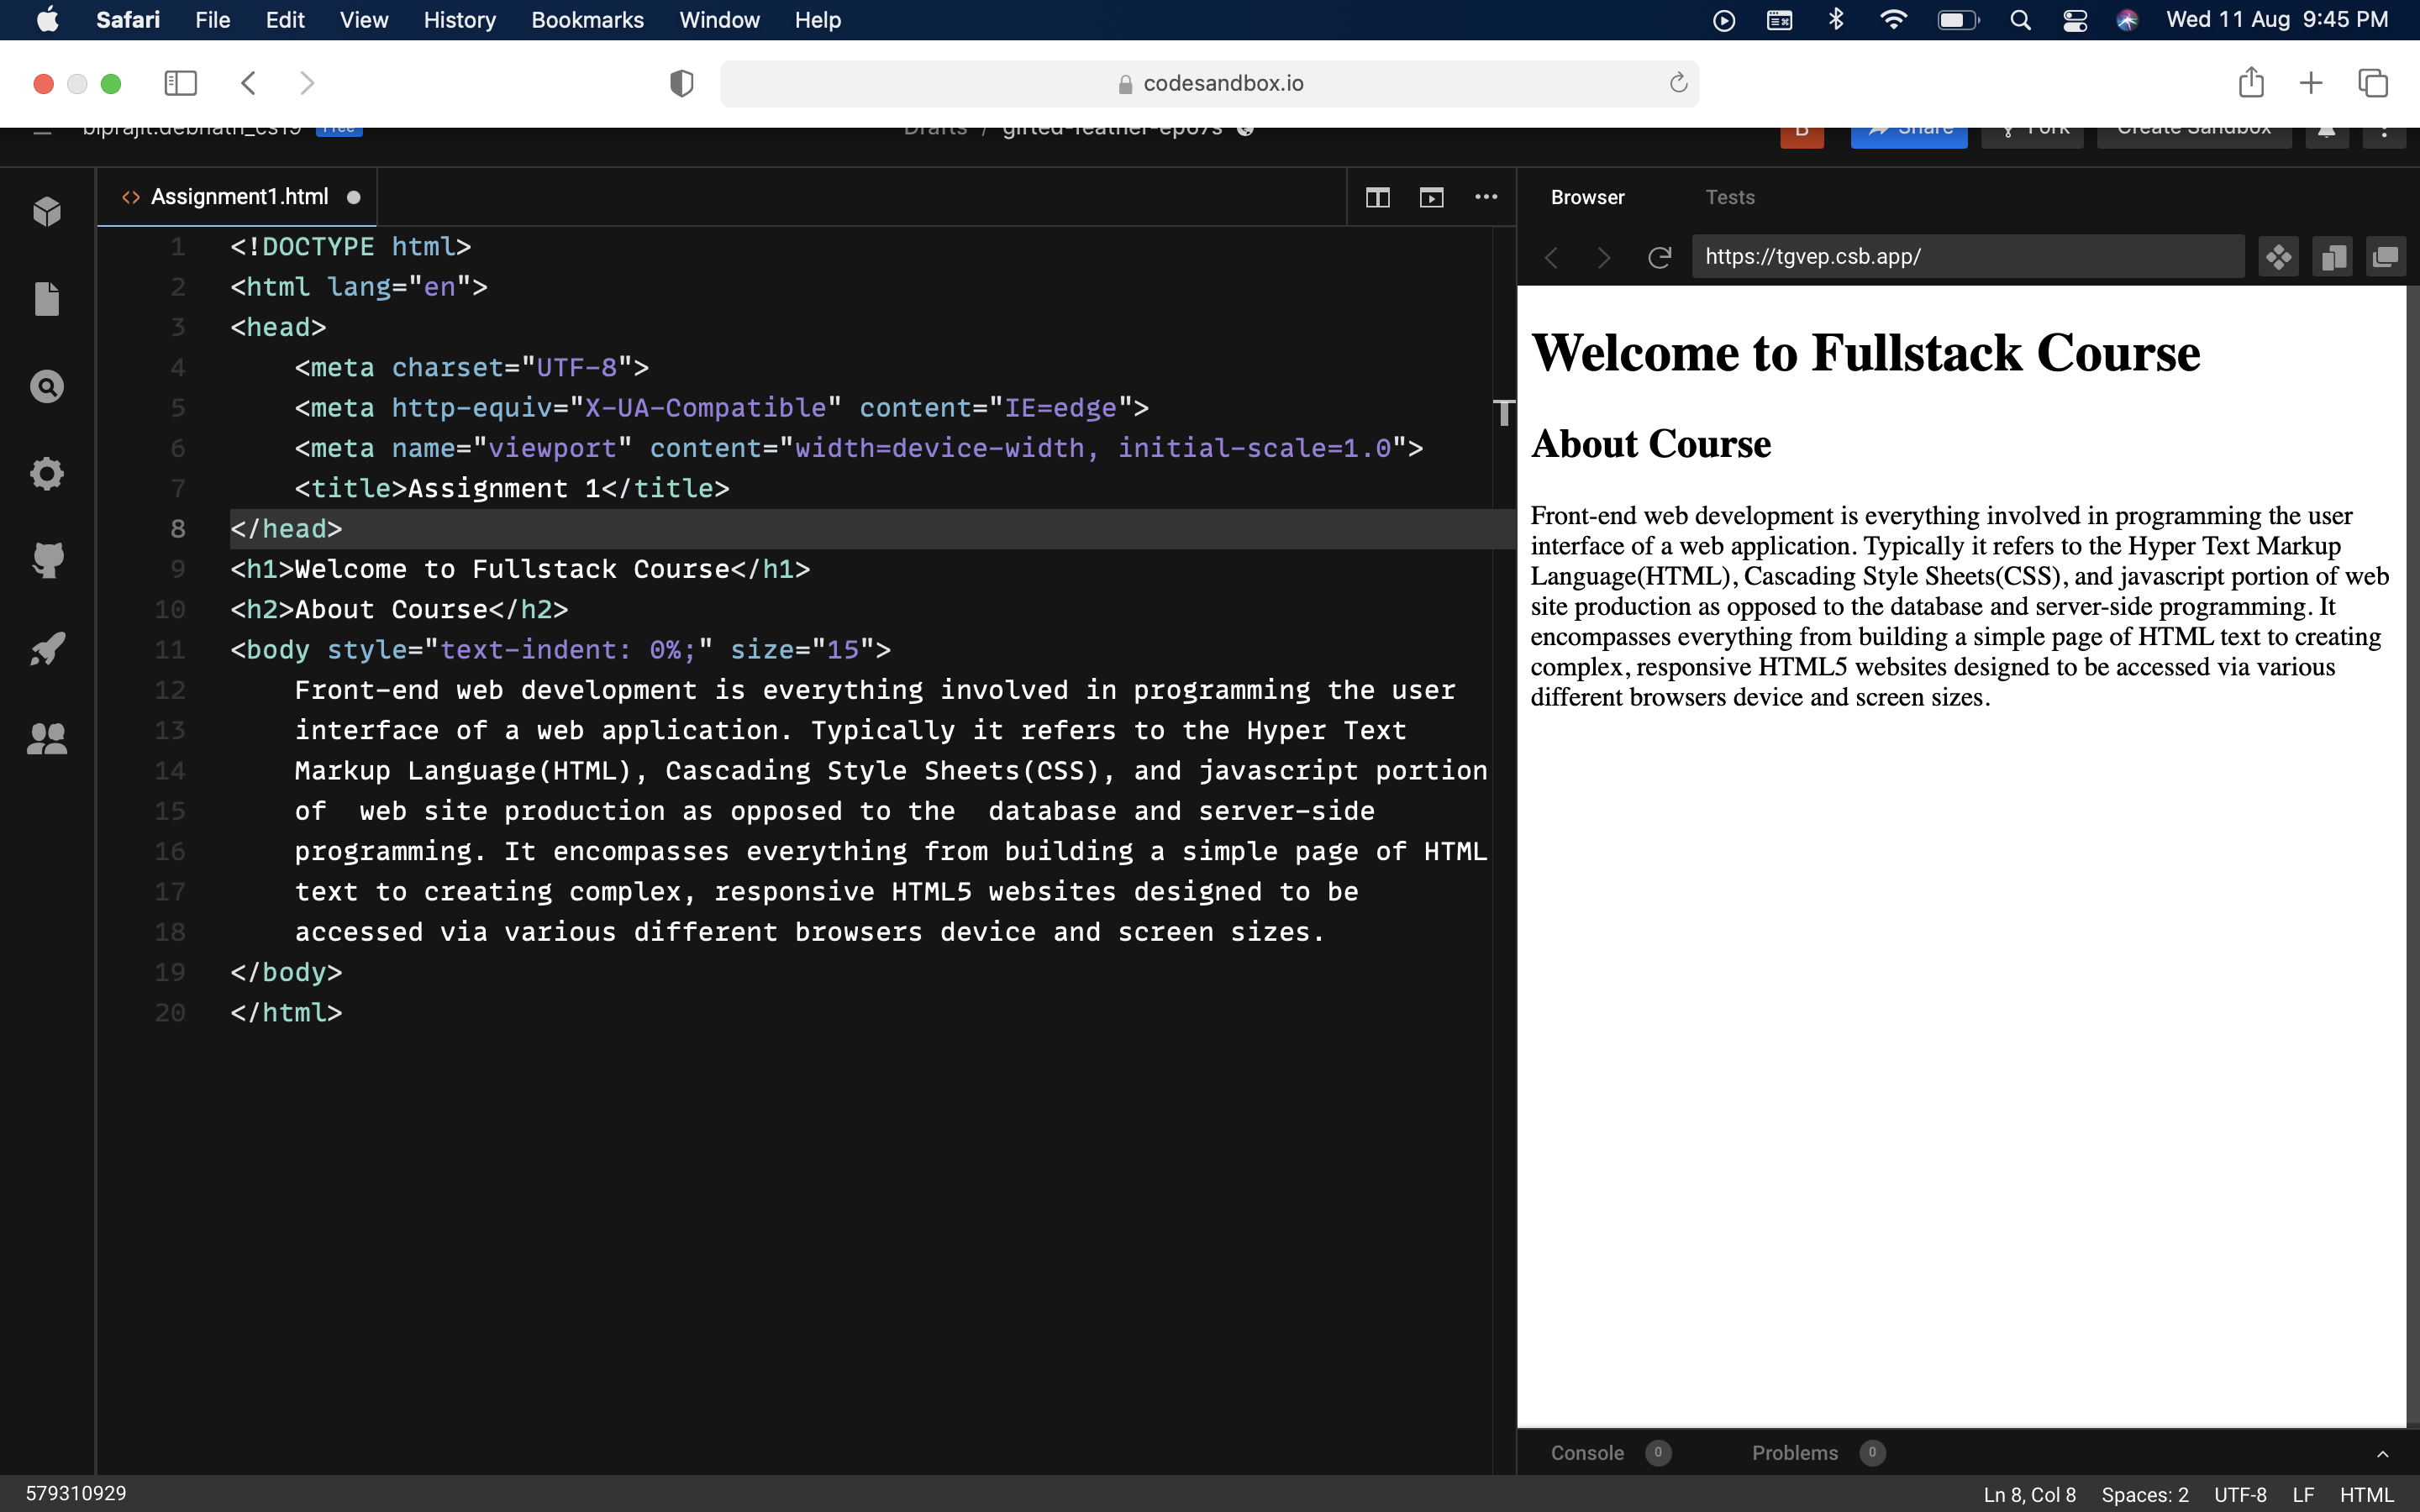 Safari File Edit View History Bookmarks Window Help Wed 11 Aug 9:45 PM
codesandbox.io
biprajit.debnath_cs19 Free Drafts / gifted-feather-ep67s B Share Fork Create Sandbox
<> Assignment1.html
Browser Tests
https://tgvep.csb.app/
1 <!DOCTYPE html>
2 <html lang="en">
3 <head>
4 <meta charset="UTF-8">
5 <meta http-equiv="X-UA-Compatible" content="IE=edge">
6 <meta name="viewport" content="width=device-width, initial-scale=1.0">
7 <title>Assignment 1</title>
8 </head>
9 <h1>Welcome to Fullstack Course</h1>
10 <h2>About Course</h2>
11 <body style="text-indent: 0%;" size="15">
12 Front-end web development is everything involved in programming the user
13 interface of a web application. Typically it refers to the Hyper Text
14 Markup Language(HTML), Cascading Style Sheets(CSS), and javascript portion
15 of  web site production as opposed to the  database and server-side
16 programming. It encompasses everything from building a simple page of HTML
17 text to creating complex, responsive HTML5 websites designed to be
18 accessed via various different browsers device and screen sizes.
19 </body>
20 </html>
Welcome to Fullstack Course
About Course
Front-end web development is everything involved in programming the user
interface of a web application. Typically it refers to the Hyper Text Markup
Language(HTML), Cascading Style Sheets(CSS), and javascript portion of web
site production as opposed to the database and server-side programming. It
encompasses everything from building a simple page of HTML text to creating
complex, responsive HTML5 websites designed to be accessed via various
different browsers device and screen sizes.
Console 0 Problems 0
579310929 Ln 8, Col 8 Spaces: 2 UTF-8 LF HTML